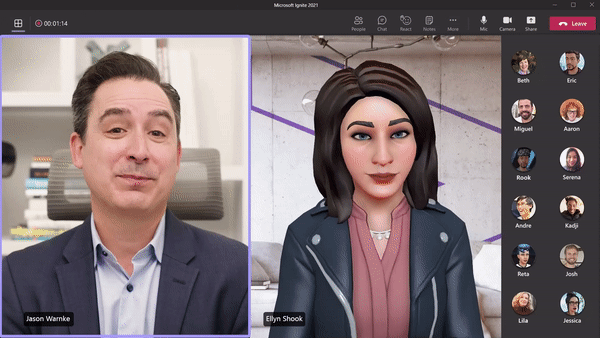 Microsoft Ignite 2021
00:01:14
People Chat React Notes More Mic Camera Share Leave
Beth Eric
Miguel Aaron
Rook Serena
Andre Kadji
Reta Josh
Lila Jessica
Jason Warnke
Ellyn Shook